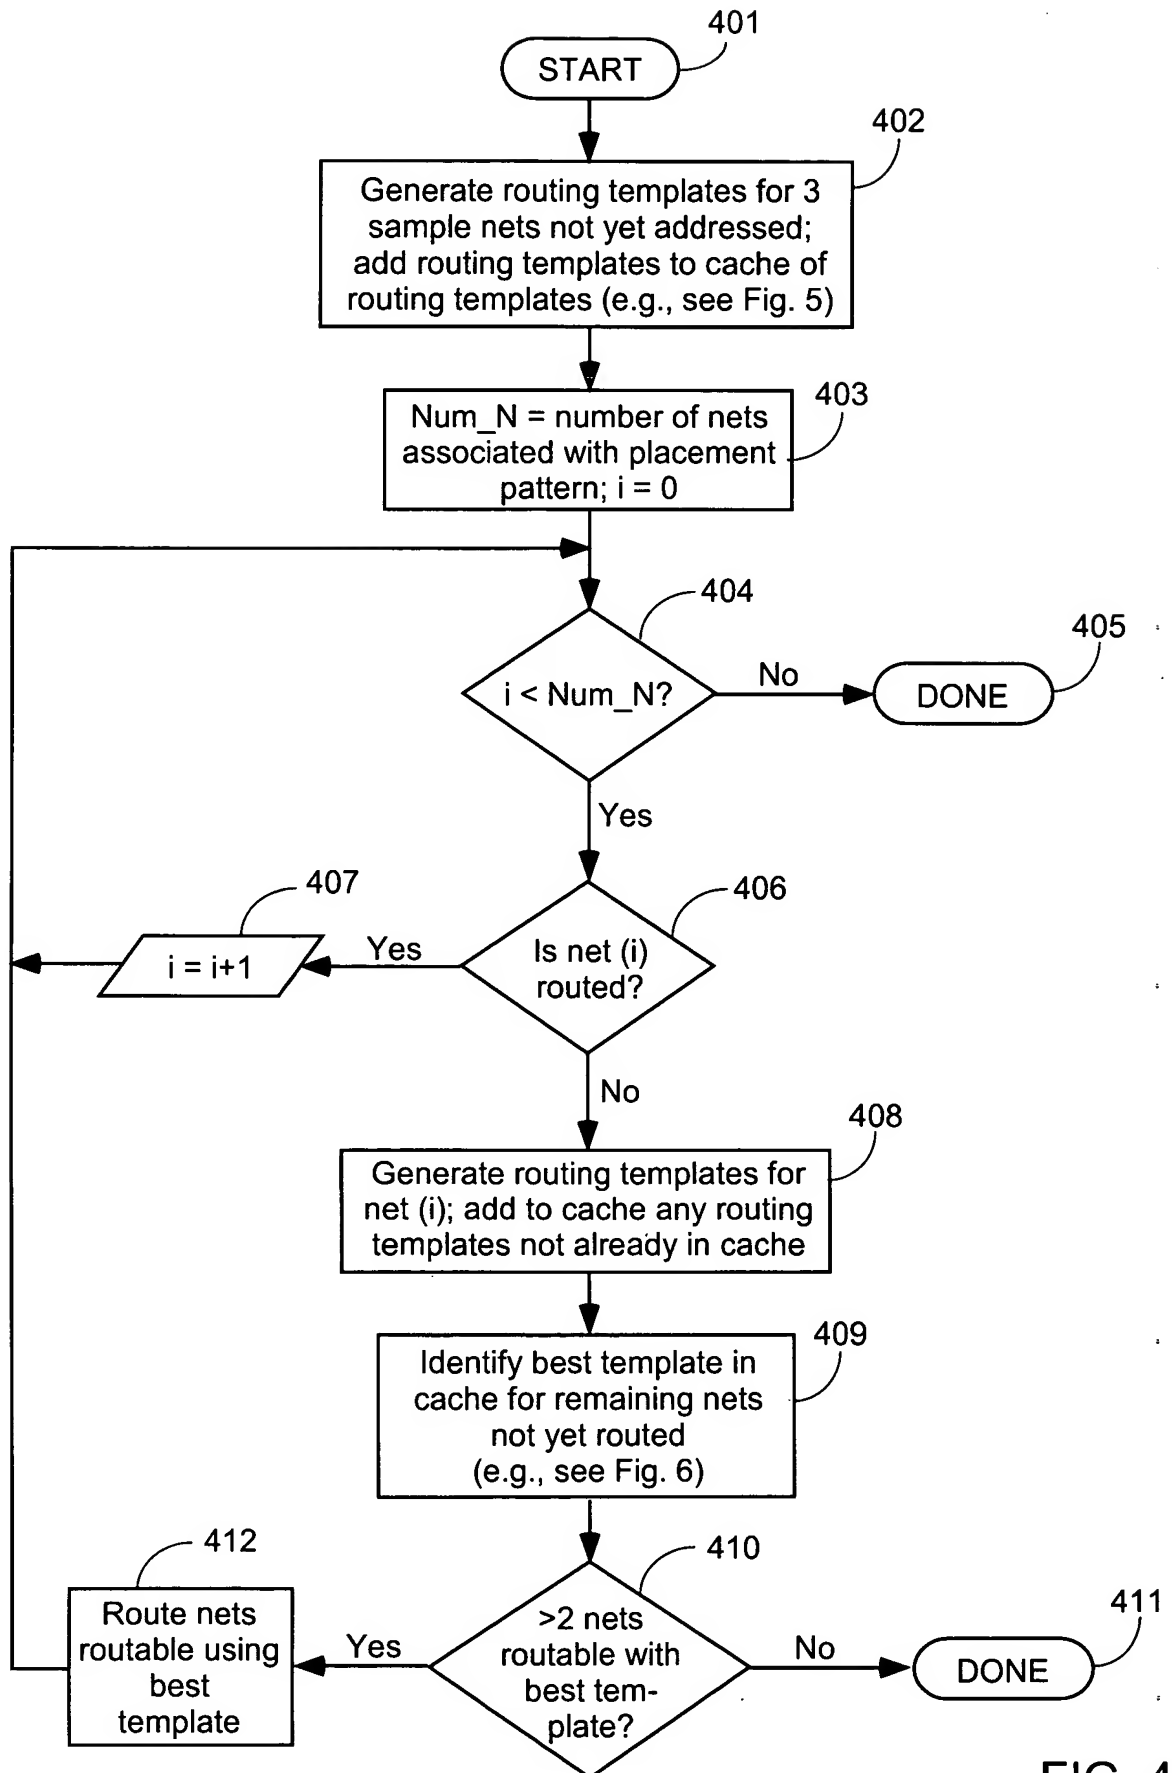 401
START
402
Generate routing templates for 3
sample nets not yet addressed;
add routing templates to cache of
routing templates (e.g., see Fig. 5)
403
Num_N = number of nets
associated with placement
pattern; i = 0
404
i < Num_N?
No
405
DONE
Yes
406
Is net (i)
routed?
Yes
407
i = i+1
No
408
Generate routing templates for
net (i); add to cache any routing
templates not already in cache
409
Identify best template in
cache for remaining nets
not yet routed
(e.g., see Fig. 6)
410
>2 nets
routable with
best tem-
plate?
Yes
412
Route nets
routable using
best
template
No
411
DONE
FIG. 4